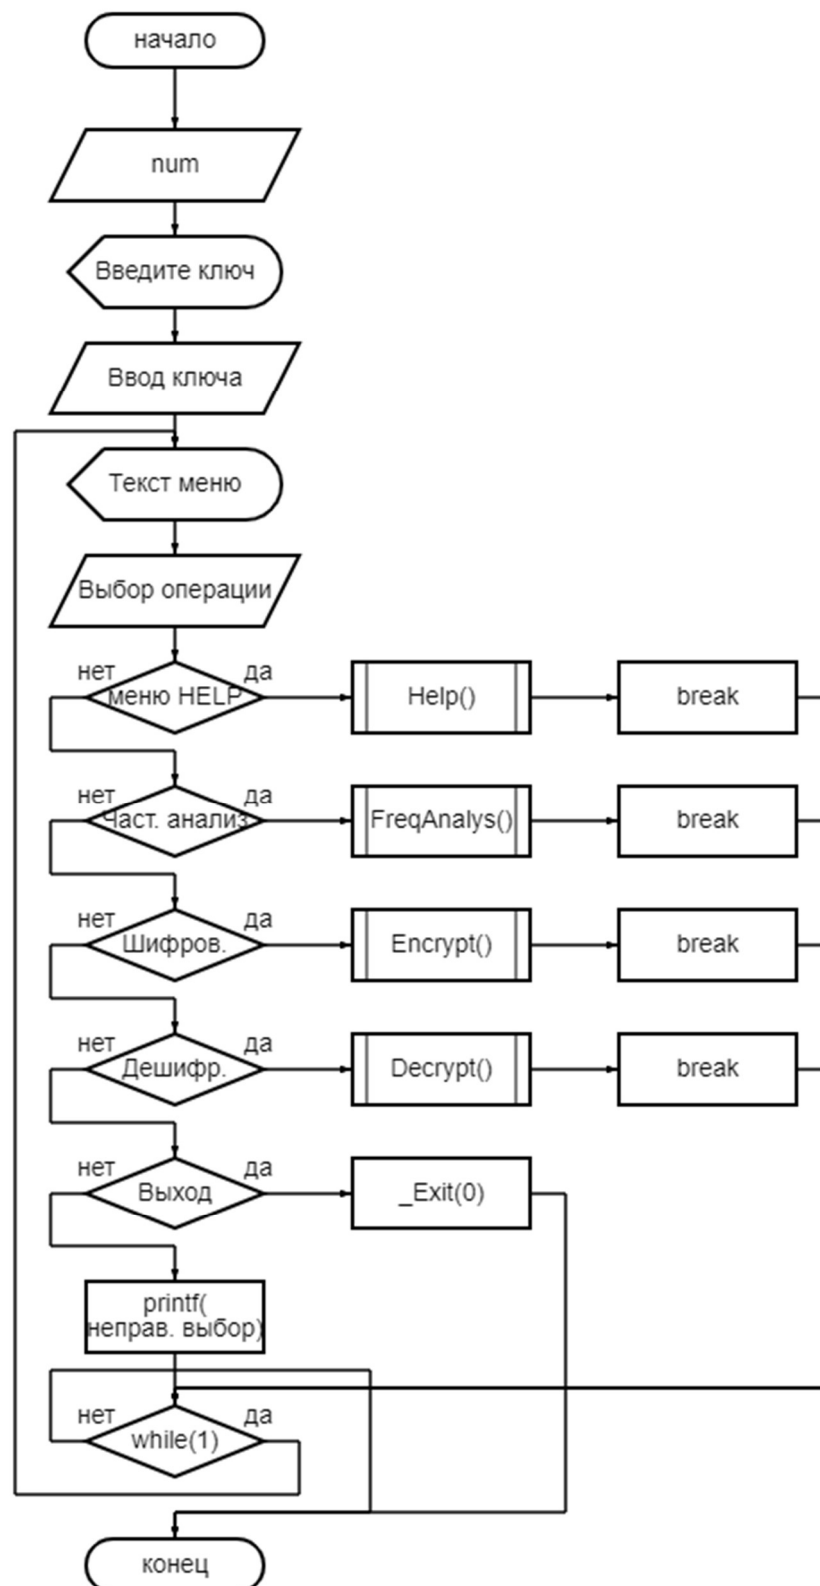 начало
num
Введите ключ
Ввод ключа
Текст меню
Выбор операции
нет
да
меню HELP
Help()
break
нет
да
Част. анализ
FreqAnalys()
break
нет
да
Шифров.
Encrypt()
break
нет
да
Дешифр.
Decrypt()
break
нет
да
Выход
_Exit(0)
printf(
неправ. выбор)
нет
да
while(1)
конец